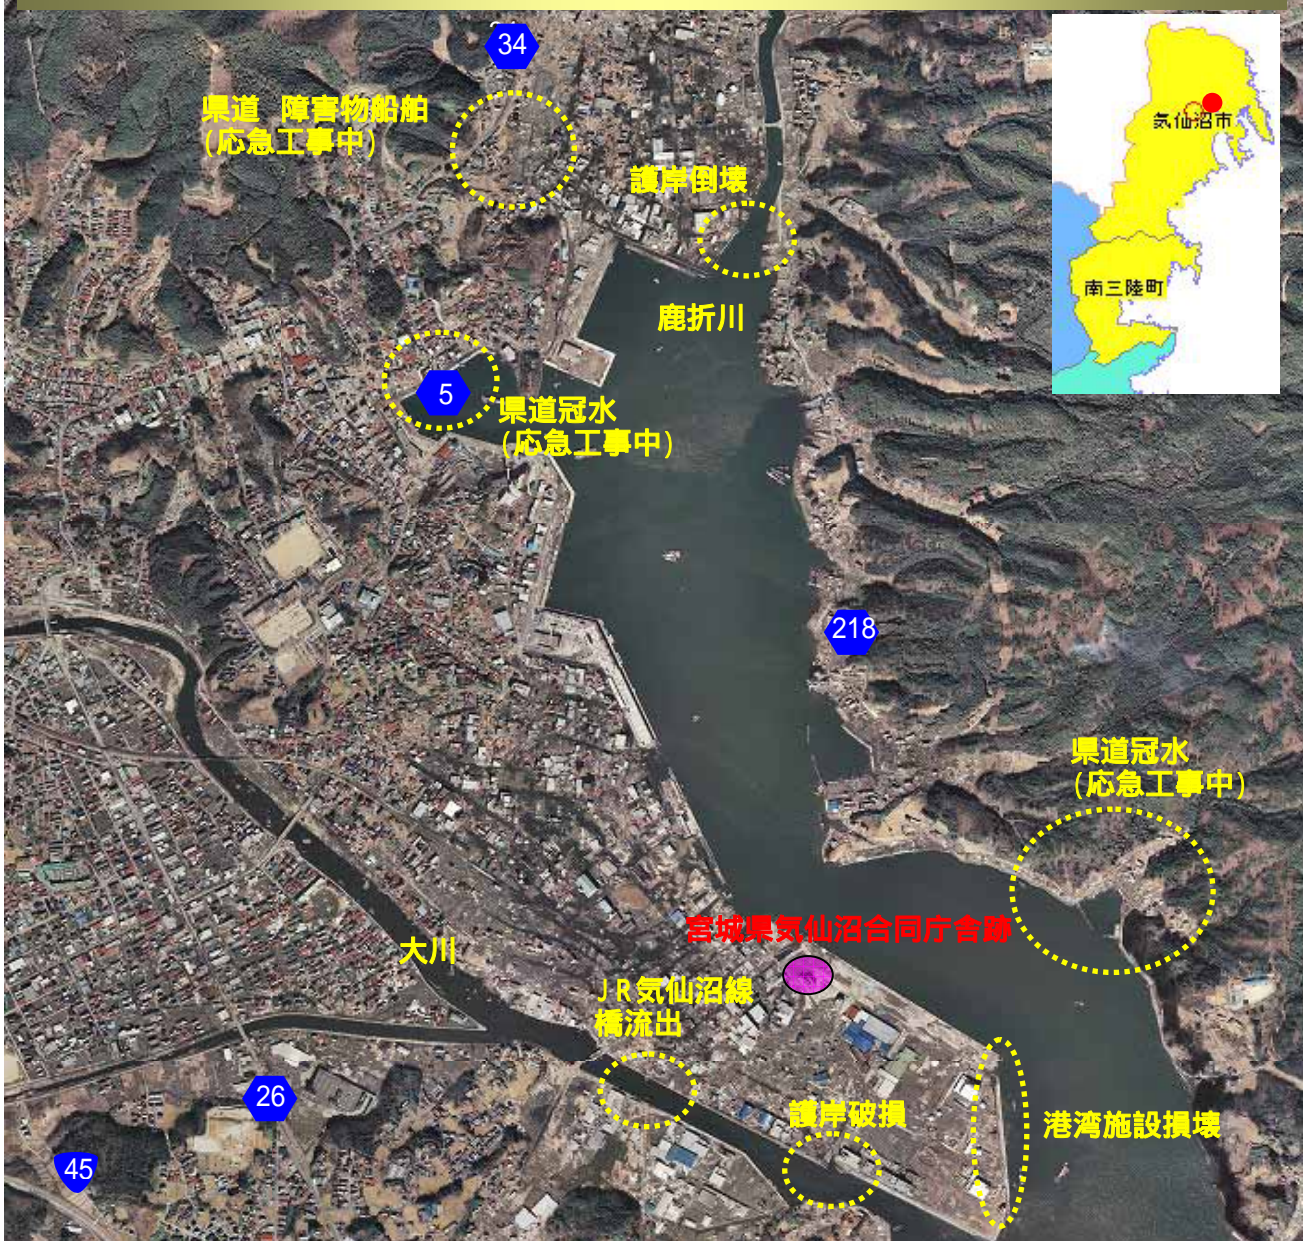 34
県道 障害物船舶
(応急工事中)
気仙沼市
護岸倒壊
南三陸町
鹿折川
5
県道冠水
(応急工事中)
218
県道冠水
(応急工事中)
宮城県気仙沼合同庁舎跡
大川
JR気仙沼線
橋流出
26
護岸破損
港湾施設損壊
45